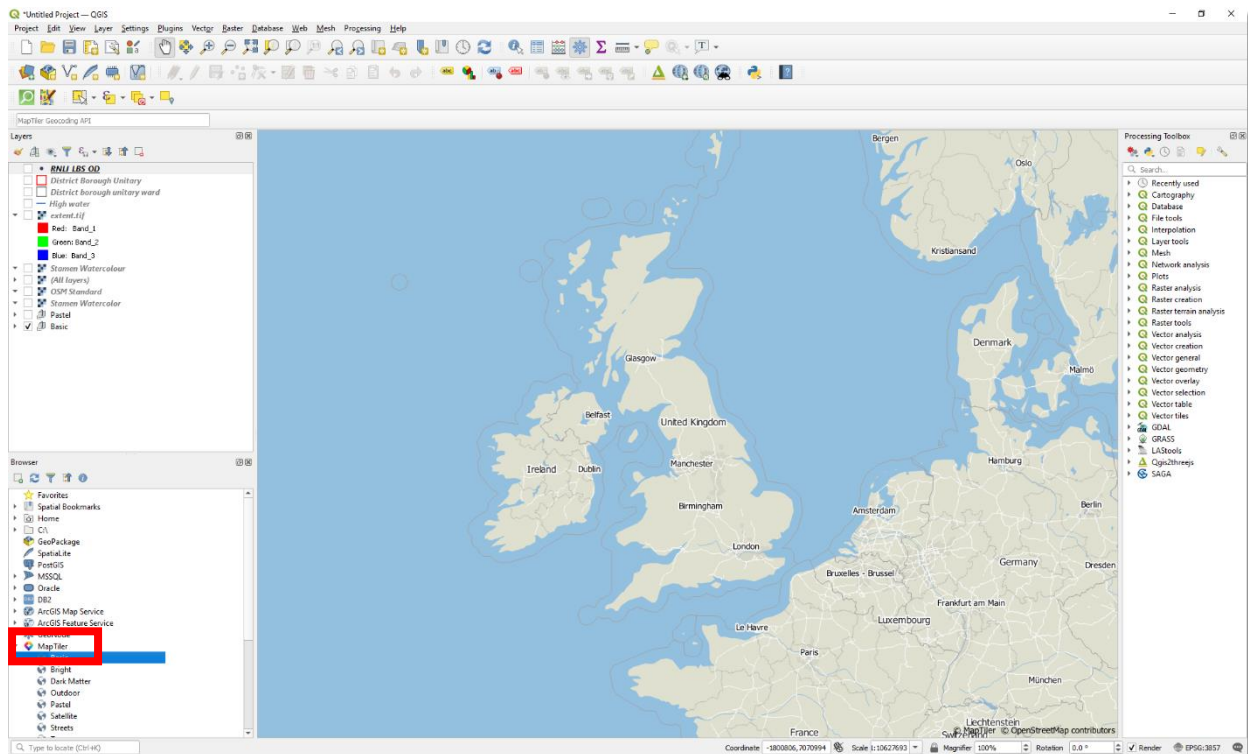 *Untitled Project — QGIS
Project Edit View Layer Settings Plugins Vector Raster Database Web Mesh Processing Help
MapTiler Geocoding API
Layers
RNLI LBS OD
District Borough Unitary
District borough unitary ward
High water
extent.tif
Red: Band_1
Green: Band_2
Blue: Band_3
Stamen Watercolour
(All layers)
OSM Standard
Stamen Watercolor
Pastel
Basic
Browser
Favorites
Spatial Bookmarks
Home
C:\
GeoPackage
SpatiaLite
PostGIS
MSSQL
Oracle
DB2
ArcGIS Map Service
ArcGIS Feature Service
MapTiler
Bright
Dark Matter
Outdoor
Pastel
Satellite
Streets
Bergen
Oslo
Kristiansand
Denmark
Malmö
Glasgow
Belfast
United Kingdom
Ireland
Dublin
Manchester
Hamburg
Birmingham
Amsterdam
Berlin
London
Bruxelles - Brussel
Germany
Dresden
Frankfurt am Main
Luxembourg
Le Havre
Paris
München
Liechtenstein
France
© MapTiler © OpenStreetMap contributors
Processing Toolbox
Search...
Recently used
Cartography
Database
File tools
Interpolation
Layer tools
Mesh
Network analysis
Plots
Raster analysis
Raster creation
Raster terrain analysis
Raster tools
Vector analysis
Vector creation
Vector general
Vector geometry
Vector overlay
Vector selection
Vector table
Vector tiles
GDAL
GRASS
LAStools
Qgis2threejs
SAGA
Type to locate (Ctrl+K)
Coordinate -1800806,7070994 Scale 1:10627693 Magnifier 100% Rotation 0.0 ° Render EPSG:3857